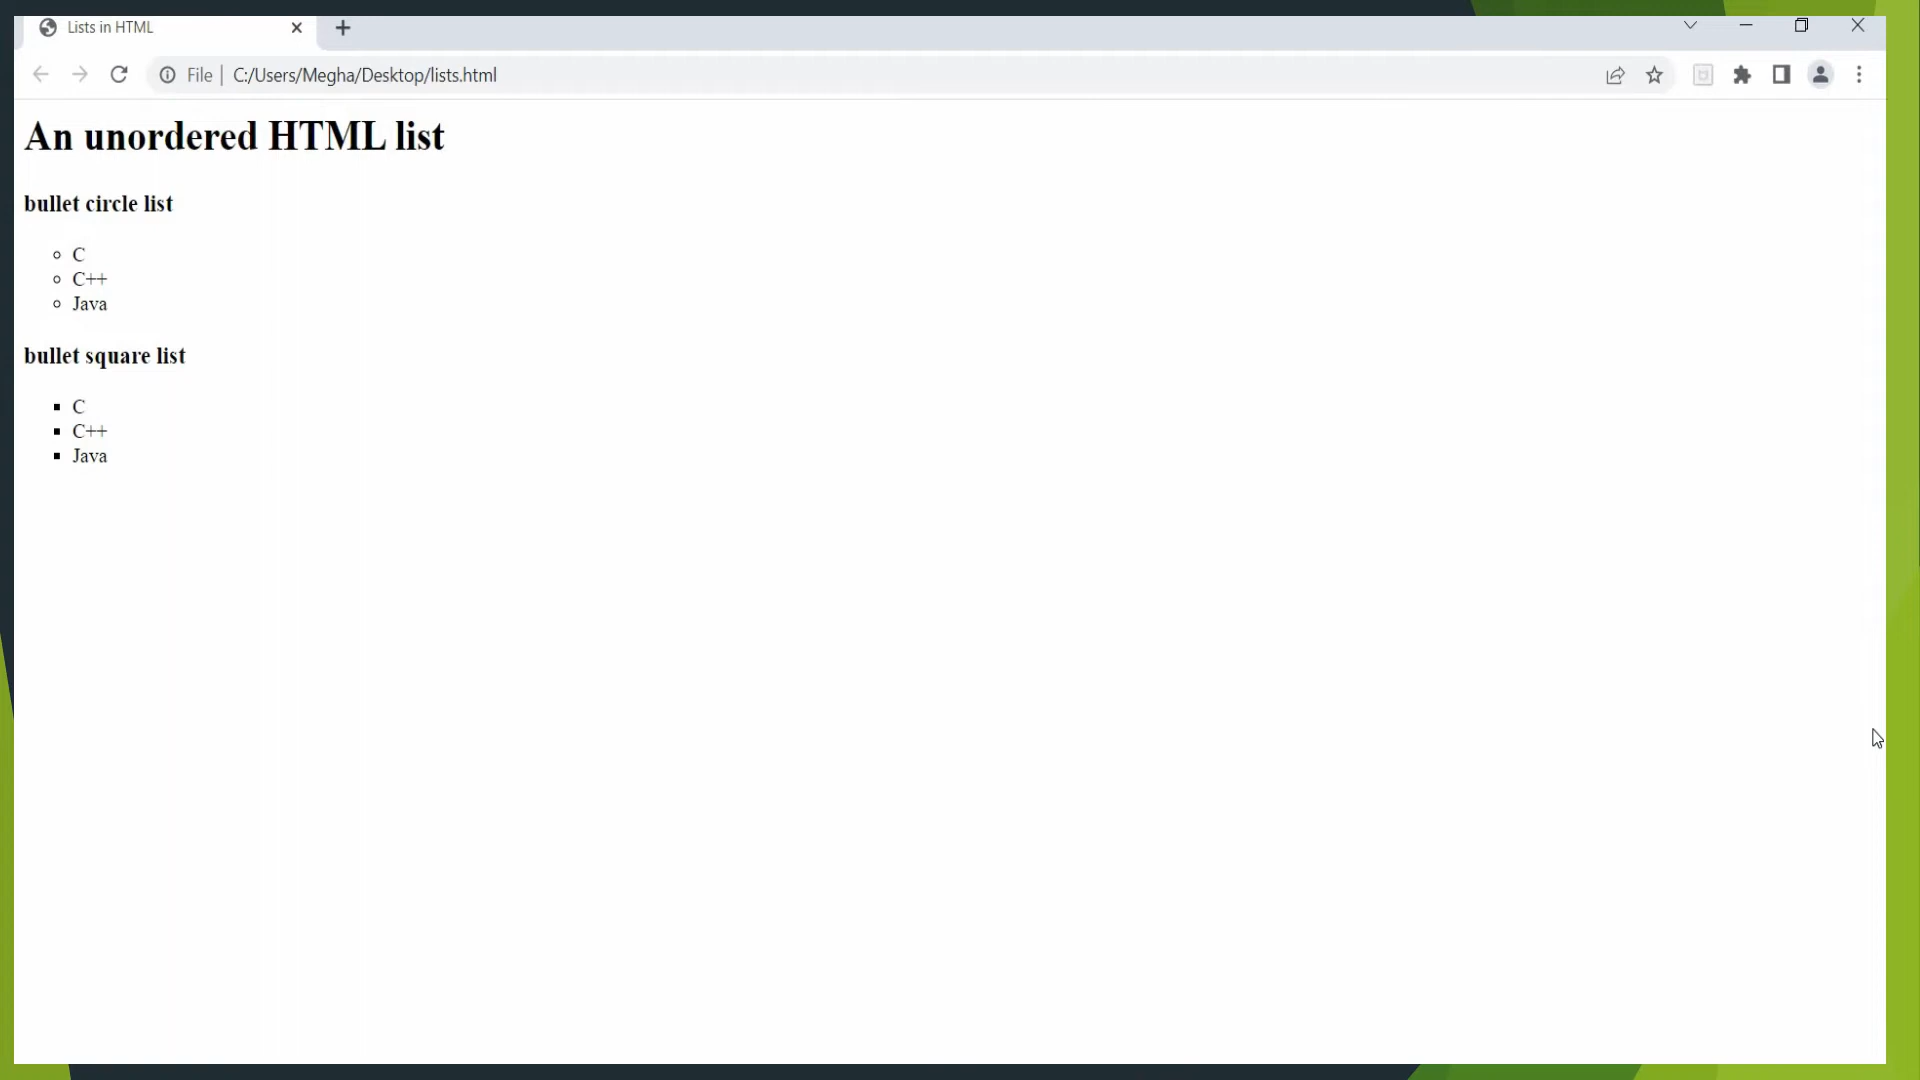 Lists in HTML
File | C:/Users/Megha/Desktop/lists.html
An unordered HTML list
bullet circle list
C
C++
Java
bullet square list
C
C++
Java